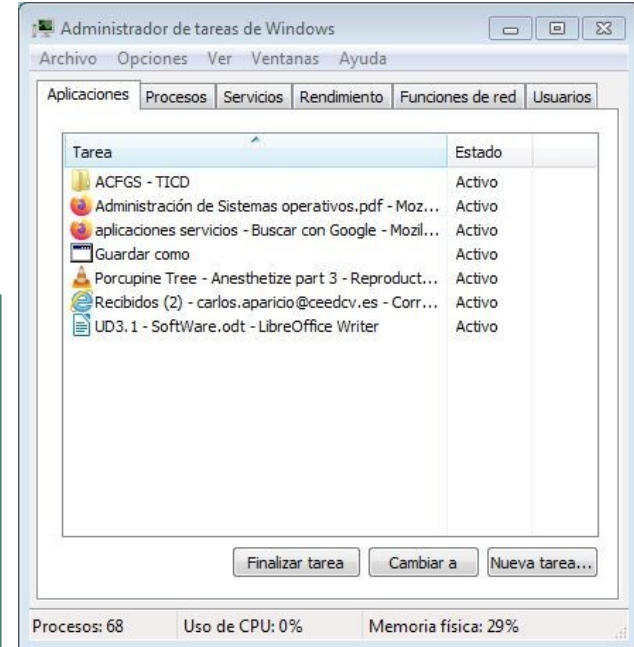 Administrador de tareas de Windows
Archivo Opciones Ver Ventanas Ayuda
Aplicaciones Procesos Servicios Rendimiento Funciones de red Usuarios
Tarea Estado
ACFGS - TICD Activo
Administración de Sistemas operativos.pdf - Moz... Activo
aplicaciones servicios - Buscar con Google - Mozil... Activo
Guardar como Activo
Porcupine Tree - Anesthetize part 3 - Reproduct... Activo
Recibidos (2) - carlos.aparicio@ceedcv.es - Corr... Activo
UD3.1 - SoftWare.odt - LibreOffice Writer Activo
Finalizar tarea Cambiar a Nueva tarea...
Procesos: 68 Uso de CPU: 0% Memoria física: 29%